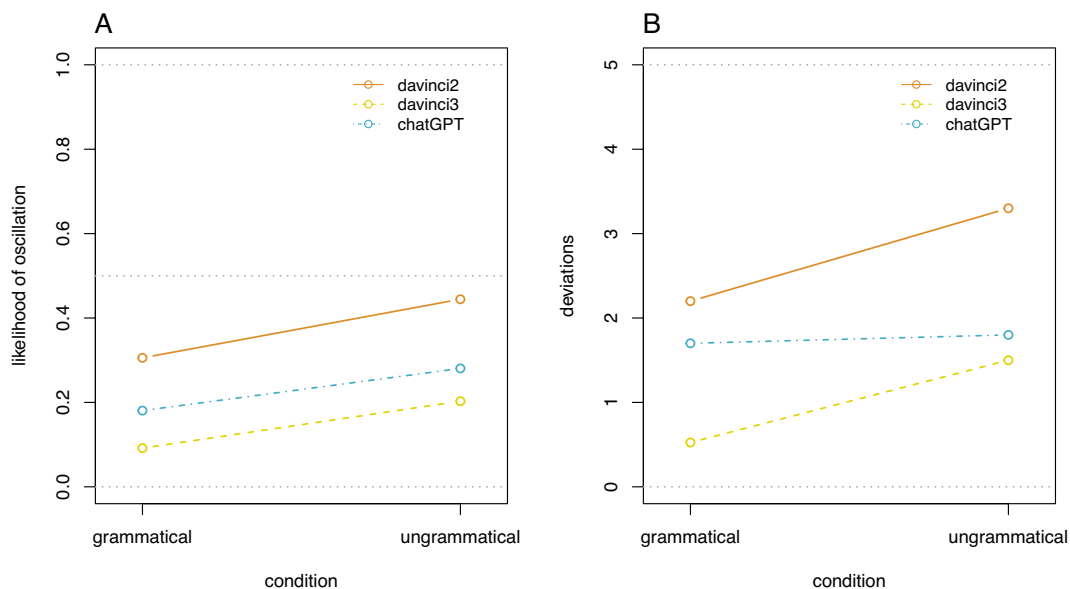 A
likelihood of oscillation
1.0
0.8
0.6
0.4
0.2
0.0
davinci2
davinci3
chatGPT
grammatical
ungrammatical
condition
B
deviations
5
4
3
2
1
0
davinci2
davinci3
chatGPT
grammatical
ungrammatical
condition